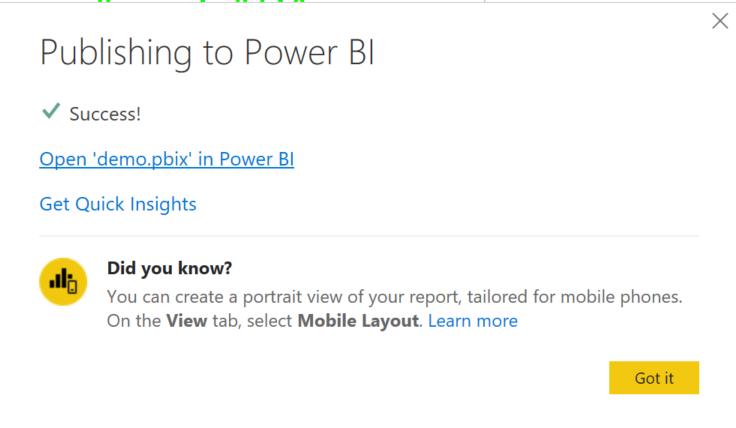 Publishing to Power BI
Success!
Open 'demo.pbix' in Power BI
Get Quick Insights
Did you know?
You can create a portrait view of your report, tailored for mobile phones.
On the View tab, select Mobile Layout. Learn more
Got it